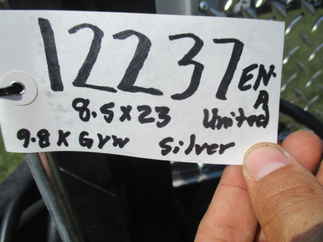 12237 EN-A
8.5x23 United
9.8K Gvw Silver